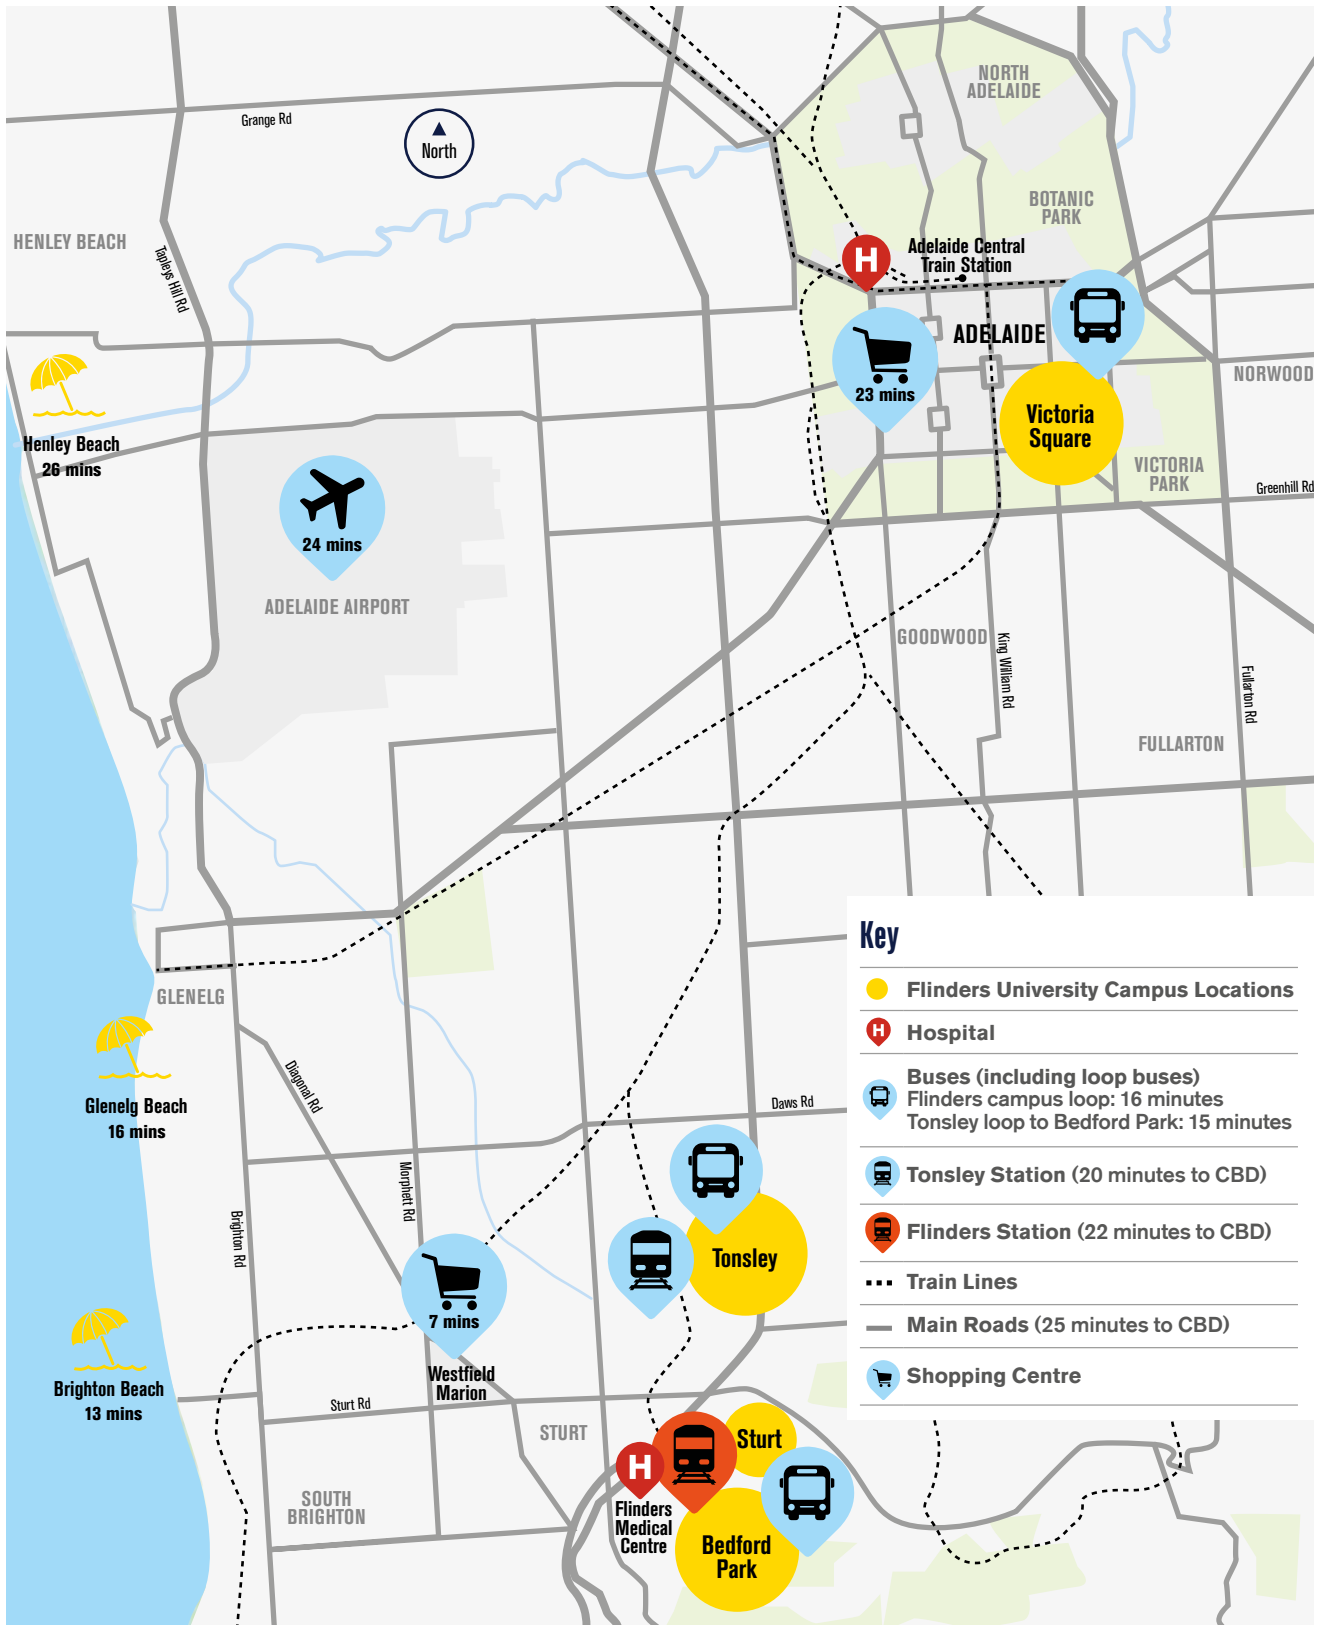 NORTH
ADELAIDE
Grange Rd
North
BOTANIC
PARK
HENLEY BEACH
Tapleys Hill Rd
H
Adelaide Central
Train Station
ADELAIDE
NORWOOD
23 mins
Victoria
Square
Henley Beach
26 mins
VICTORIA
PARK
Greenhill Rd
24 mins
ADELAIDE AIRPORT
GOODWOOD
King William Rd
Fullarton Rd
FULLARTON
GLENELG
Diagonal Rd
Glenelg Beach
16 mins
Daws Rd
Morphett Rd
Brighton Rd
Tonsley
7 mins
Westfield
Marion
Brighton Beach
13 mins
Sturt Rd
STURT
Sturt
H
SOUTH
BRIGHTON
Flinders
Medical
Centre
Bedford
Park
Key
Flinders University Campus Locations
H Hospital
Buses (including loop buses)
Flinders campus loop: 16 minutes
Tonsley loop to Bedford Park: 15 minutes
Tonsley Station (20 minutes to CBD)
Flinders Station (22 minutes to CBD)
Train Lines
Main Roads (25 minutes to CBD)
Shopping Centre